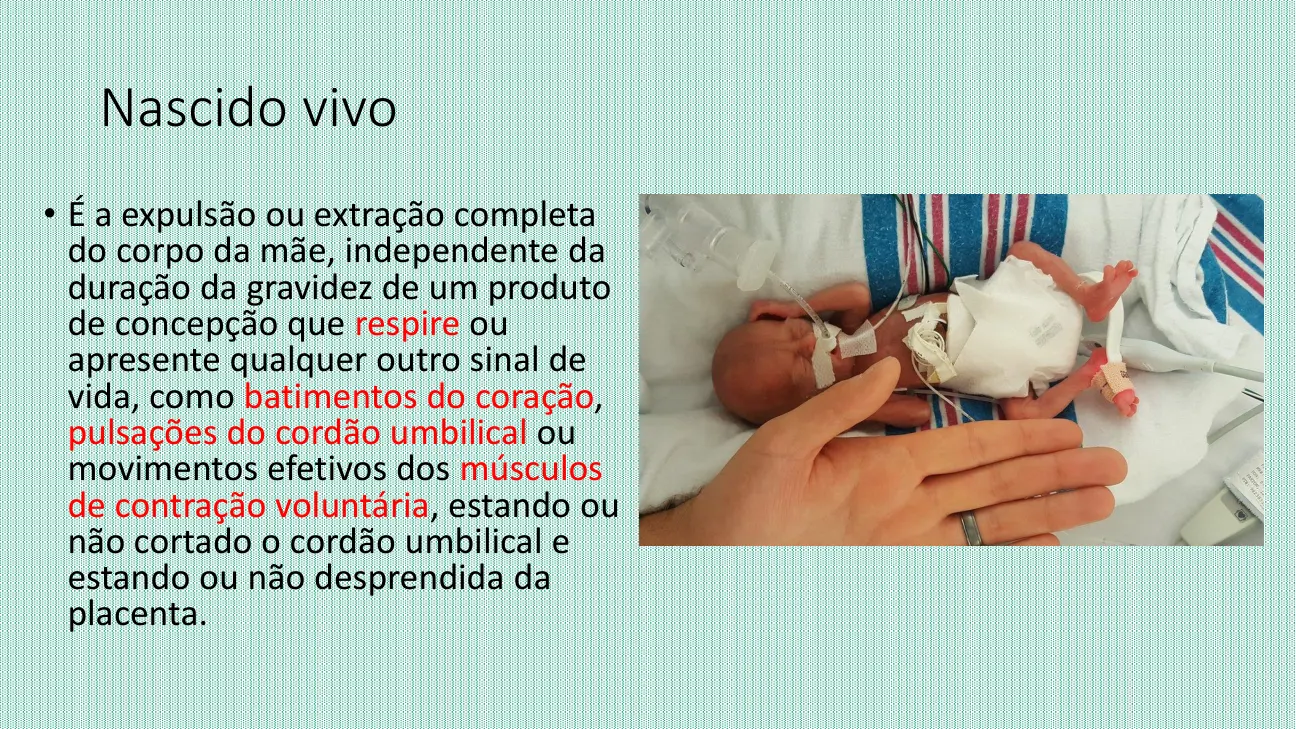 Nascido vivo
• É a expulsão ou extração completa
do corpo da mãe, independente da
duração da gravidez de um produto
de concepção que respire ou
apresente qualquer outro sinal de
vida, como batimentos do coração,
pulsações do cordão umbilical ou
movimentos efetivos dos músculos
de contração voluntária, estando ou
não cortado o cordão umbilical e
estando ou não desprendida da
placenta.